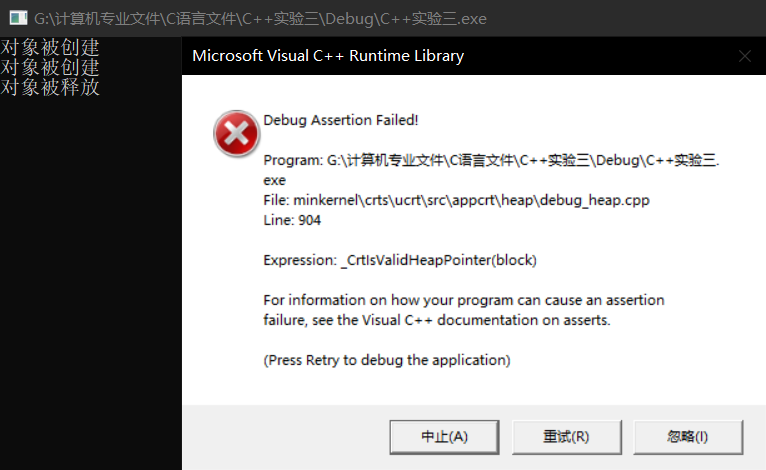 G:\计算机专业文件\C语言文件\C++实验三\Debug\C++实验三.exe
对象被创建
对象被创建
对象被释放
Microsoft Visual C++ Runtime Library
Debug Assertion Failed!
Program: G:\计算机专业文件\C语言文件\C++实验三\Debug\C++实验三.
exe
File: minkernel\crts\ucrt\src\appcrt\heap\debug_heap.cpp
Line: 904
Expression: _CrtIsValidHeapPointer(block)
For information on how your program can cause an assertion
failure, see the Visual C++ documentation on asserts.
(Press Retry to debug the application)
中止(A)
重试(R)
忽略(I)